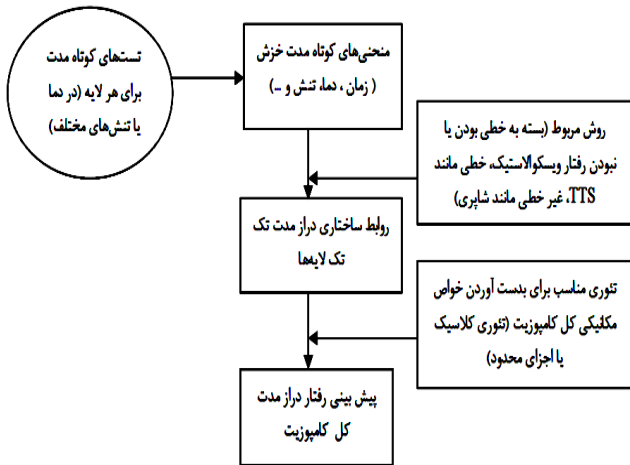 تست‌های کوتاه مدت
برای هر لایه (در دما
یا تنش‌های مختلف)
منحنی‌های کوتاه مدت خزش
( زمان ، دما، تنش و ...)
روش مربوط (بسته به خطی بودن یا
نبودن رفتار ویسکوالاستیک، خطی مانند
TTS، غیر خطی مانند شاپری)
روابط ساختاری دراز مدت تک
تک لایه‌ها
تئوری مناسب برای بدست آوردن خواص
مکانیکی کل کامپوزیت (تئوری کلاسیک
یا اجزای محدود)
پیش بینی رفتار دراز مدت
کل کامپوزیت